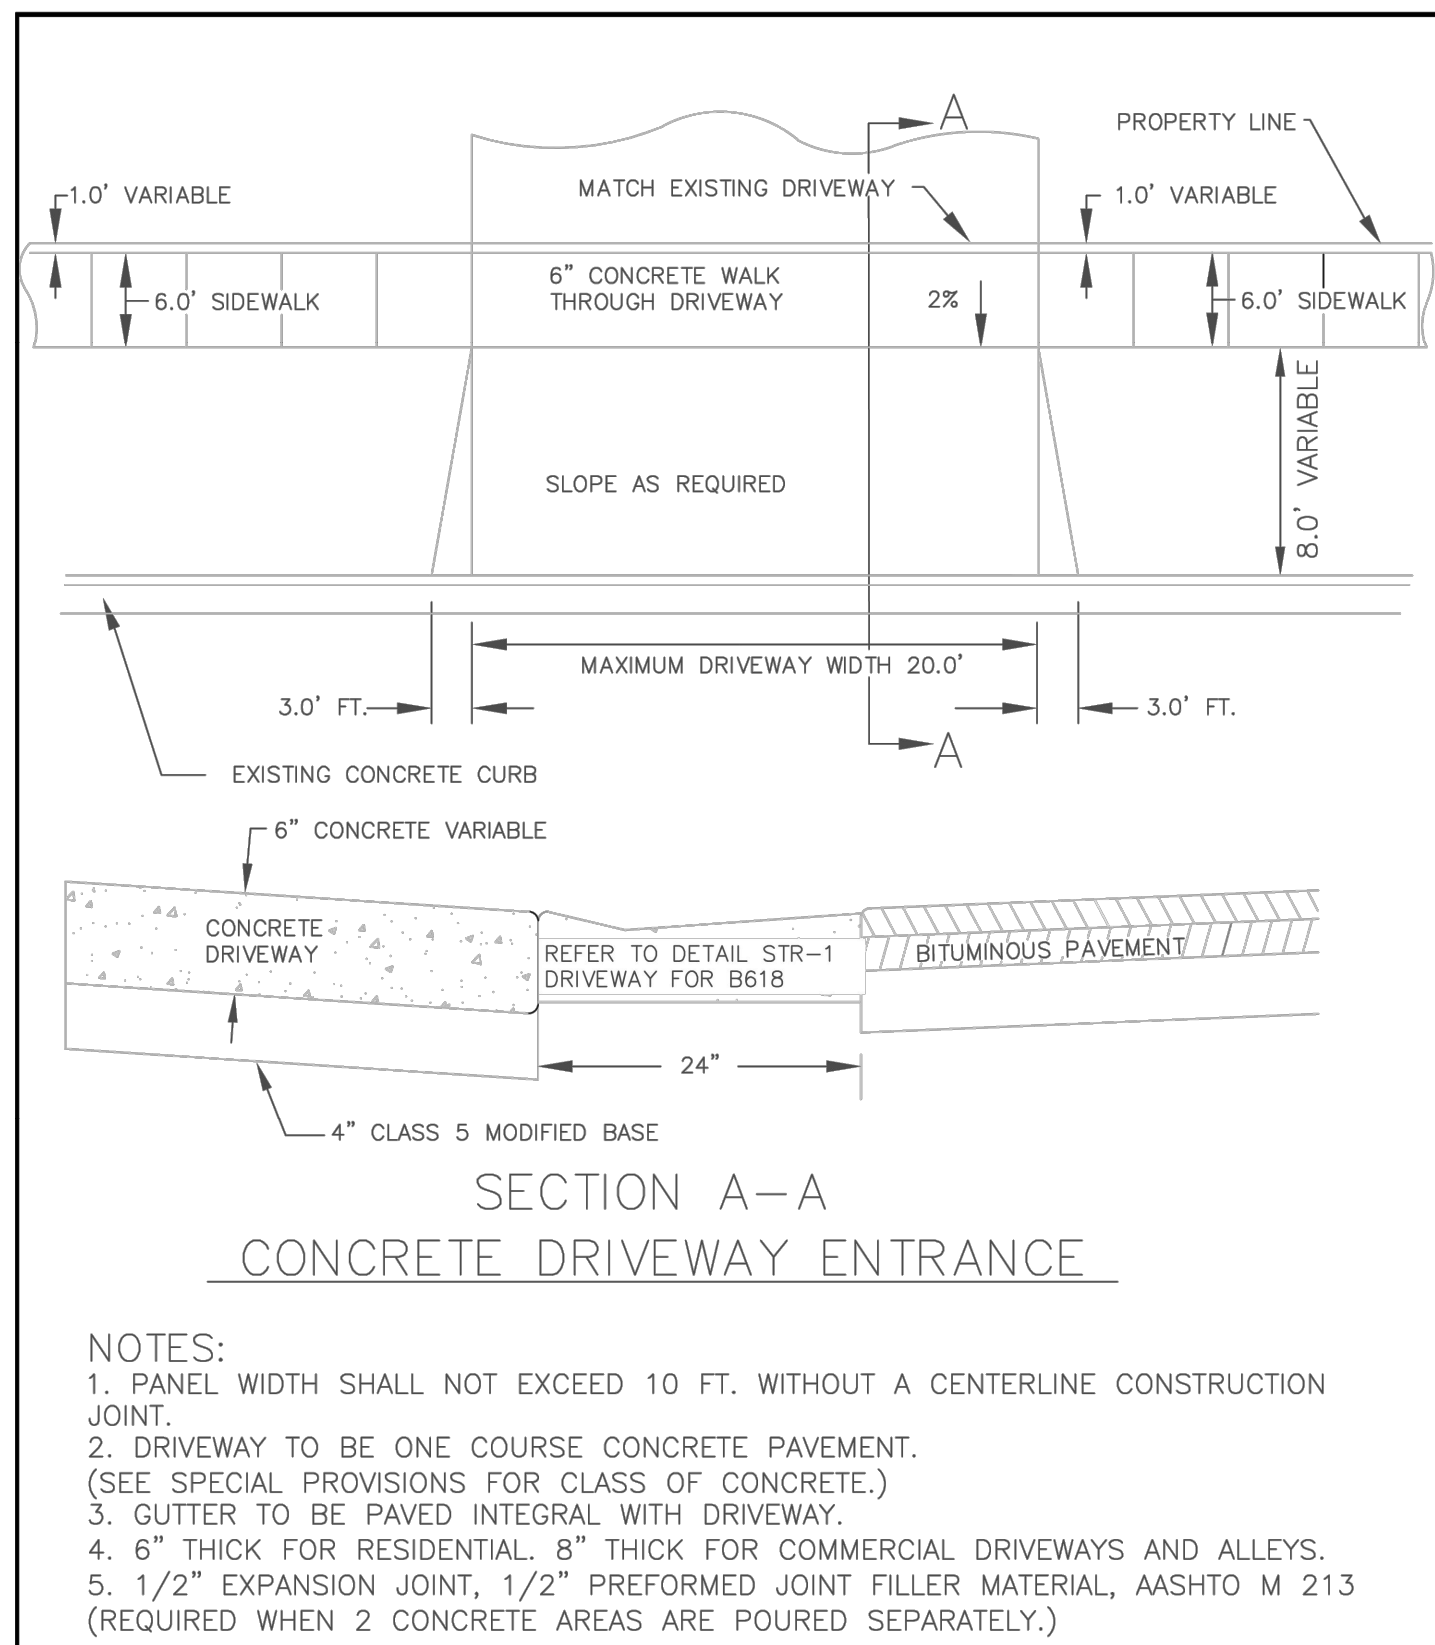 A
PROPERTY LINE
1.0' VARIABLE
MATCH EXISTING DRIVEWAY
1.0' VARIABLE
6" CONCRETE WALK
THROUGH DRIVEWAY
2%
6.0' SIDEWALK
6.0' SIDEWALK
8.0' VARIABLE
SLOPE AS REQUIRED
MAXIMUM DRIVEWAY WIDTH 20.0'
3.0' FT.
3.0' FT.
A
EXISTING CONCRETE CURB
6" CONCRETE VARIABLE
CONCRETE
DRIVEWAY
REFER TO DETAIL STR-1
DRIVEWAY FOR B618
BITUMINOUS PAVEMENT
24"
4" CLASS 5 MODIFIED BASE
SECTION A-A
CONCRETE DRIVEWAY ENTRANCE
NOTES:
1. PANEL WIDTH SHALL NOT EXCEED 10 FT. WITHOUT A CENTERLINE CONSTRUCTION
JOINT.
2. DRIVEWAY TO BE ONE COURSE CONCRETE PAVEMENT.
(SEE SPECIAL PROVISIONS FOR CLASS OF CONCRETE.)
3. GUTTER TO BE PAVED INTEGRAL WITH DRIVEWAY.
4. 6" THICK FOR RESIDENTIAL. 8" THICK FOR COMMERCIAL DRIVEWAYS AND ALLEYS.
5. 1/2" EXPANSION JOINT, 1/2" PREFORMED JOINT FILLER MATERIAL, AASHTO M 213
(REQUIRED WHEN 2 CONCRETE AREAS ARE POURED SEPARATELY.)